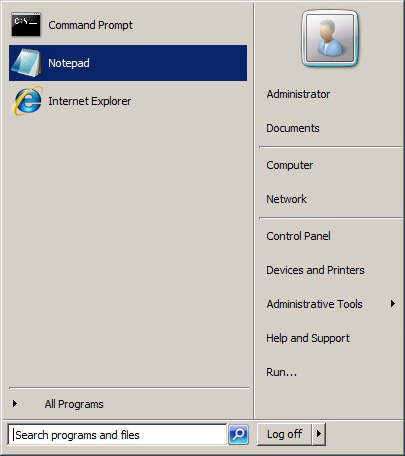 C:\_
Command Prompt
Notepad
Internet Explorer
All Programs
Search programs and files
Administrator
Documents
Computer
Network
Control Panel
Devices and Printers
Administrative Tools
Help and Support
Run...
Log off